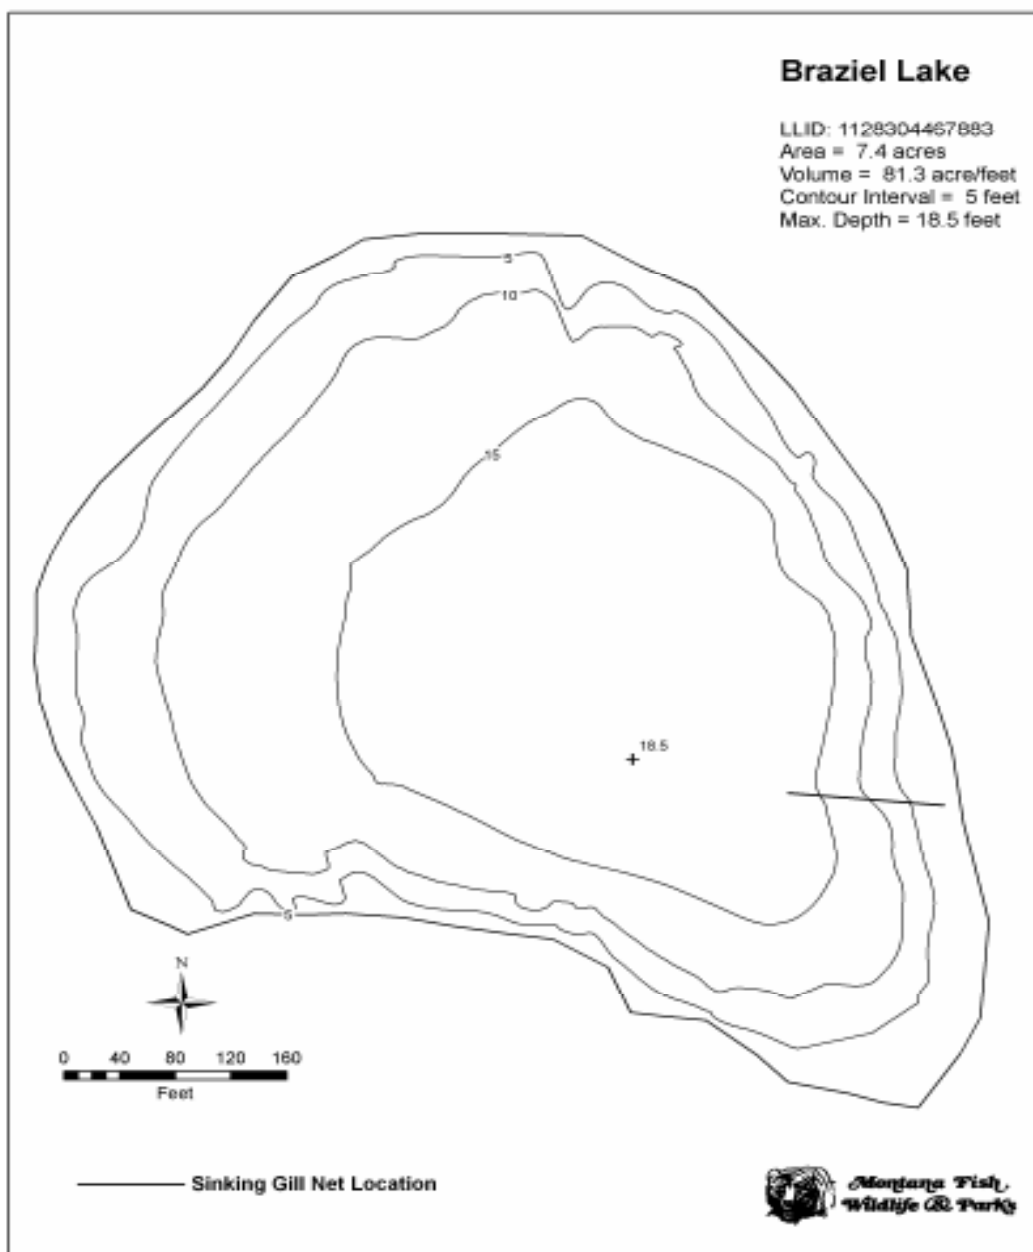 Braziel Lake
LLID: 1128304467883
Area = 7.4 acres
Volume = 81.3 acre/feet
Contour Interval = 5 feet
Max. Depth = 18.5 feet
5
10
15
18.5
5
N
0 40 80 120 160
Feet
Sinking Gill Net Location
Montana Fish,
Wildlife & Parks